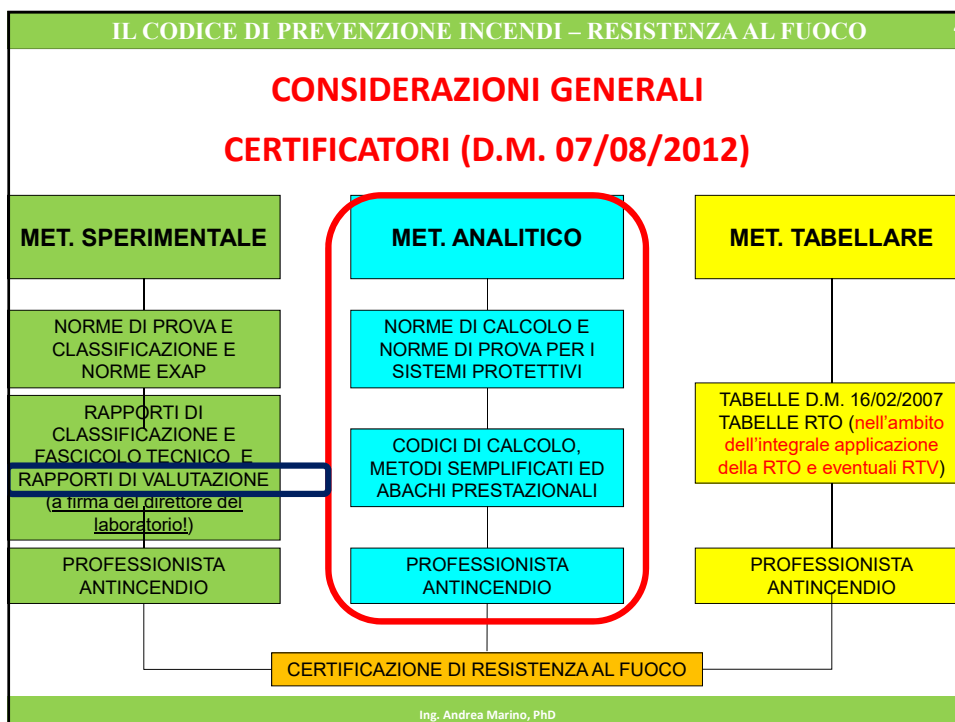 IL CODICE DI PREVENZIONE INCENDI – RESISTENZA AL FUOCO
CONSIDERAZIONI GENERALI
CERTIFICATORI (D.M. 07/08/2012)
MET. SPERIMENTALE
NORME DI PROVA E
CLASSIFICAZIONE E
NORME EXAP
RAPPORTI DI
CLASSIFICAZIONE E
FASCICOLO TECNICO E
RAPPORTI DI VALUTAZIONE
(a firma del direttore del
laboratorio!)
PROFESSIONISTA
ANTINCENDIO
MET. ANALITICO
NORME DI CALCOLO E
NORME DI PROVA PER I
SISTEMI PROTETTIVI
CODICI DI CALCOLO,
METODI SEMPLIFICATI ED
ABACHI PRESTAZIONALI
PROFESSIONISTA
ANTINCENDIO
MET. TABELLARE
TABELLE D.M. 16/02/2007
TABELLE RTO (nell'ambito
dell'integrale applicazione
della RTO e eventuali RTV)
PROFESSIONISTA
ANTINCENDIO
CERTIFICAZIONE DI RESISTENZA AL FUOCO
Ing. Andrea Marino, PhD